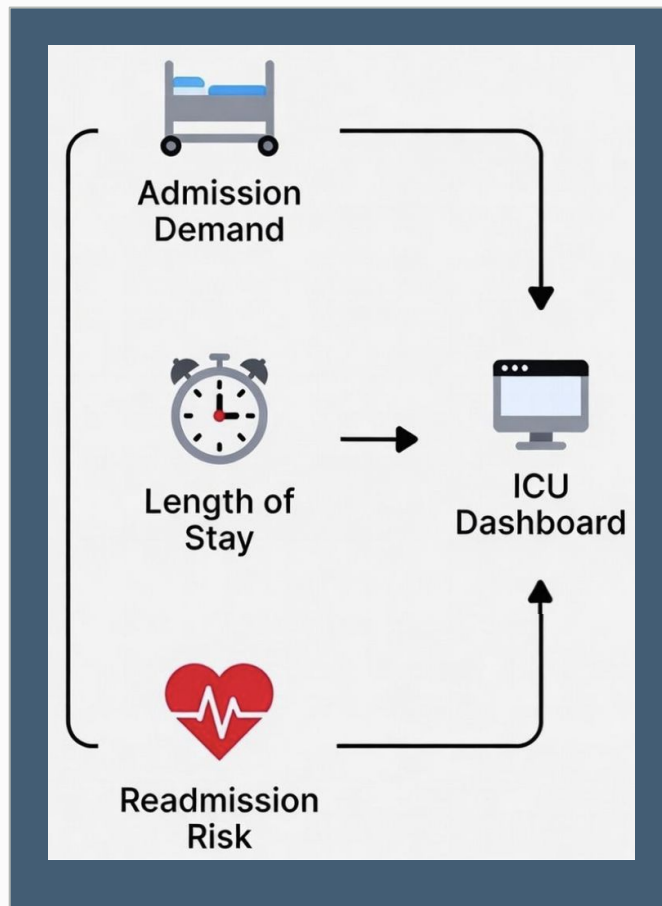 Admission
Demand
Length of
Stay
ICU
Dashboard
Readmission
Risk